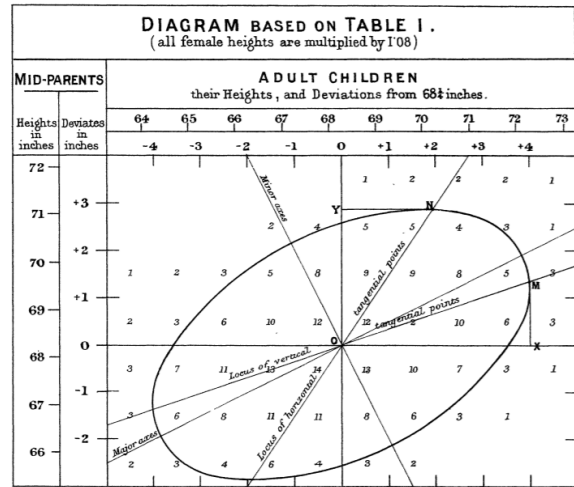 DIAGRAM BASED ON TABLE I.
(all female heights are multiplied by 1·08)
MID-PARENTS
ADULT CHILDREN
their Heights, and Deviations from 68¼ inches.
Heights in inches
Deviates in inches
64 65 66 67 68 69 70 71 72 73
-4 -3 -2 -1 0 +1 +2 +3 +4
72
1 2 2 2 1
Minor axes
+3
Y N
71
2 4 5 5 4 3 1
+2
tangential points
70
1 2 3 5 8 9 9 8 5 3
M
+1
tangential points
69
2 3 6 10 12 12 2 10 6 3
0
O X
68
Locus of vertical
3 7 11 13 14 13 10 7 3 1
-1
Locus of horizontal
67
3 6 8 11 11 8 6 3 1
Major axes
-2
66
2 3 4 6 4 3 2